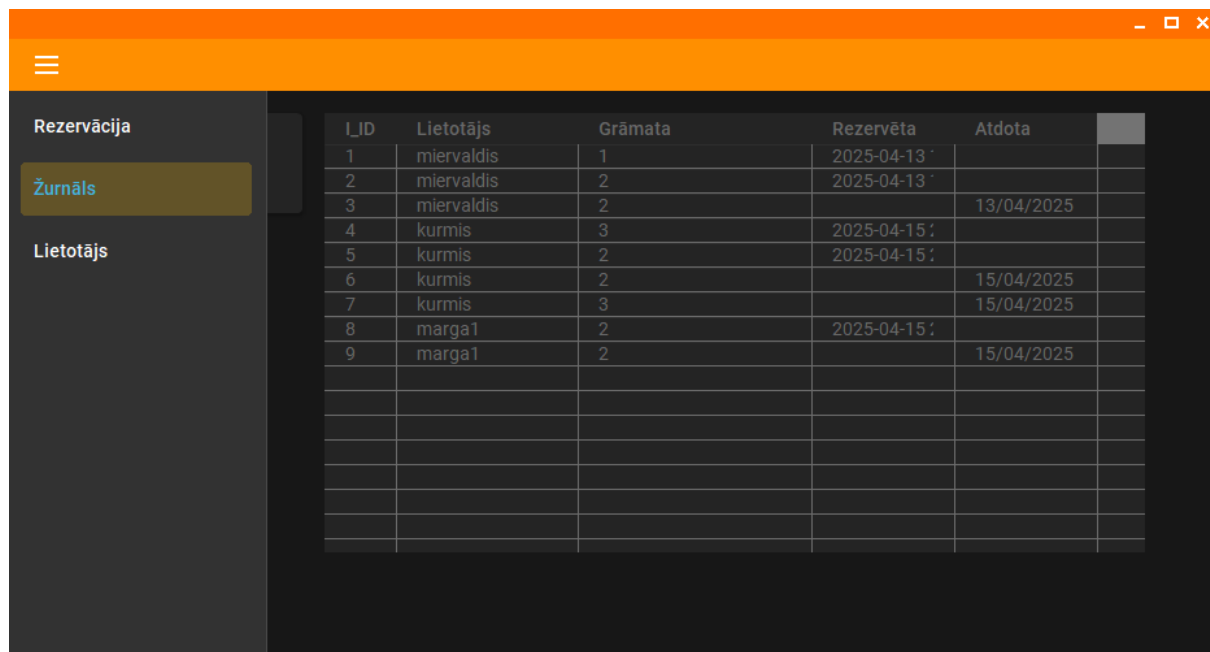 Rezervācija
Žurnāls
Lietotājs
I_ID Lietotājs Grāmata Rezervēta Atdota
1 miervaldis 1 2025-04-13
2 miervaldis 2 2025-04-13
3 miervaldis 2 13/04/2025
4 kurmis 3 2025-04-15
5 kurmis 2 2025-04-15
6 kurmis 2 15/04/2025
7 kurmis 3 15/04/2025
8 marga1 2 2025-04-15
9 marga1 2 15/04/2025